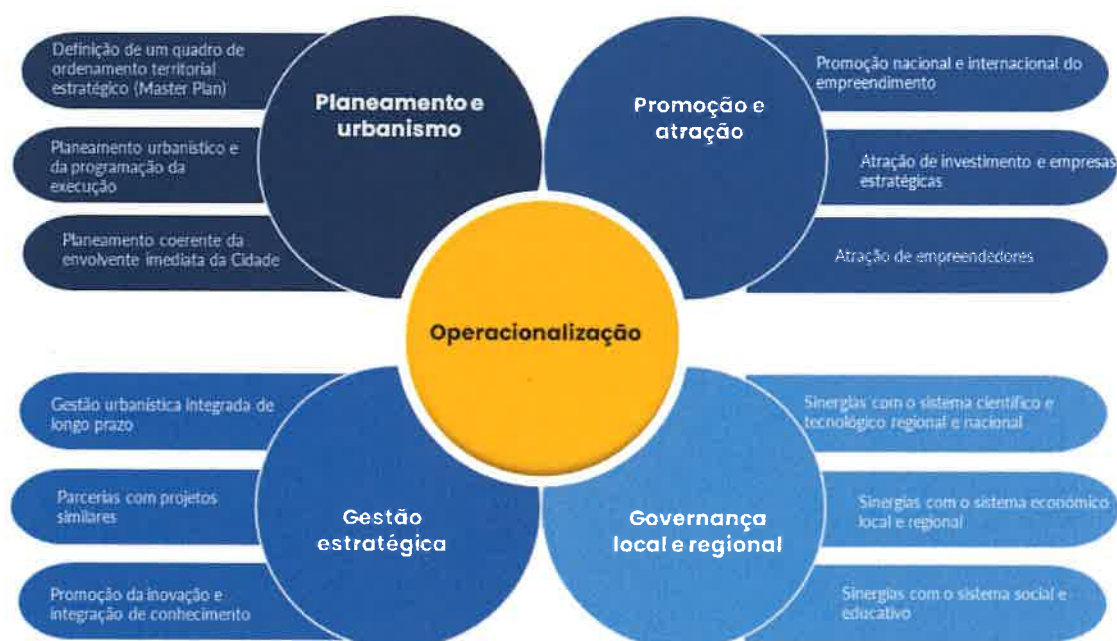 Definição de um quadro de
ordenamento territorial
estratégico (Master Plan)
Planeamento urbanístico e
da programação da
execução
Planeamento coerente da
envolvente imediata da Cidade
Planeamento e
urbanismo
Promoção e
atração
Promoção nacional e internacional do
empreendimento
Atração de investimento e empresas
estratégicas
Atração de empreendedores
Operacionalização
Gestão urbanística integrada de
longo prazo
Parcerias com projetos
similares
Promoção da inovação e
integração de conhecimento
Gestão
estratégica
Governança
local e regional
Sinergias com o sistema científico e
tecnológico regional e nacional
Sinergias com o sistema económico
local e regional
Sinergias com o sistema social e
educativo